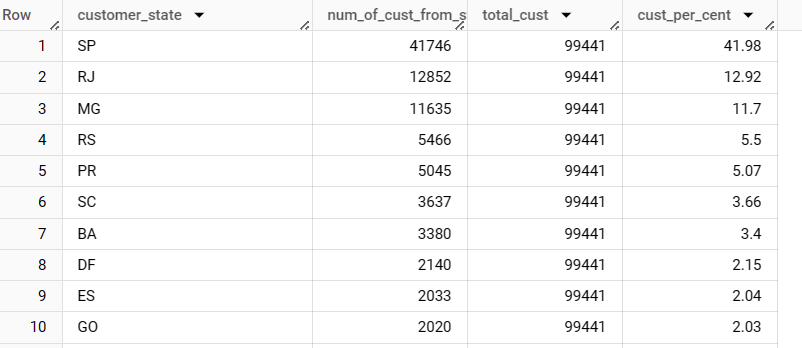 Row customer_state num_of_cust_from_s total_cust cust_per_cent
1 SP 41746 99441 41.98
2 RJ 12852 99441 12.92
3 MG 11635 99441 11.7
4 RS 5466 99441 5.5
5 PR 5045 99441 5.07
6 SC 3637 99441 3.66
7 BA 3380 99441 3.4
8 DF 2140 99441 2.15
9 ES 2033 99441 2.04
10 GO 2020 99441 2.03